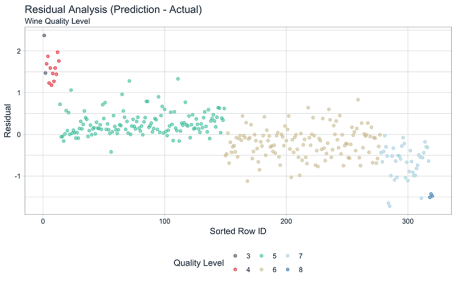 Residual Analysis (Prediction - Actual)
Wine Quality Level
2
1
0
-1
Residual
0
100
200
300
Sorted Row ID
Quality Level
3
5
7
4
6
8